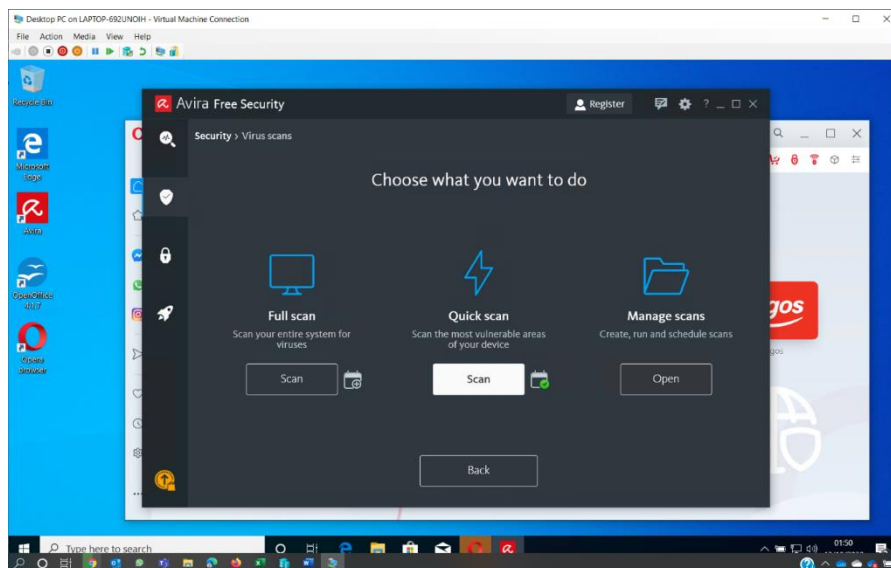 Desktop PC on LAPTOP-692UNOIH - Virtual Machine Connection
File Action Media View Help
Recycle Bin
Microsoft
Edge
Avira
OpenOffice
4.1.7
Opera
browser
Avira Free Security
Register
Security > Virus scans
Choose what you want to do
Full scan
Scan your entire system for
viruses
Scan
Quick scan
Scan the most vulnerable areas
of your device
Scan
Manage scans
Create, run and schedule scans
Open
Back
gos
gos
Type here to search
01:50